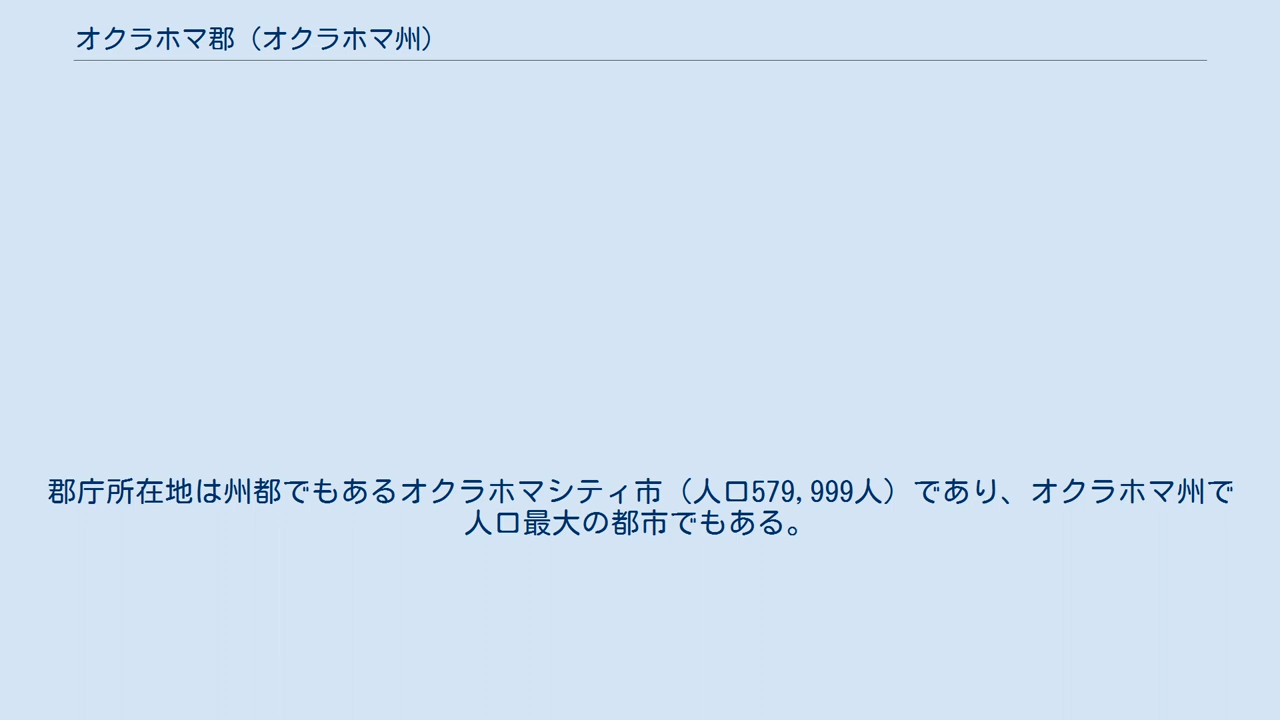 オクラホマ郡（オクラホマ州）
郡庁所在地は州都でもあるオクラホマシティ市（人口579,999人）であり、オクラホマ州で
人口最大の都市でもある。